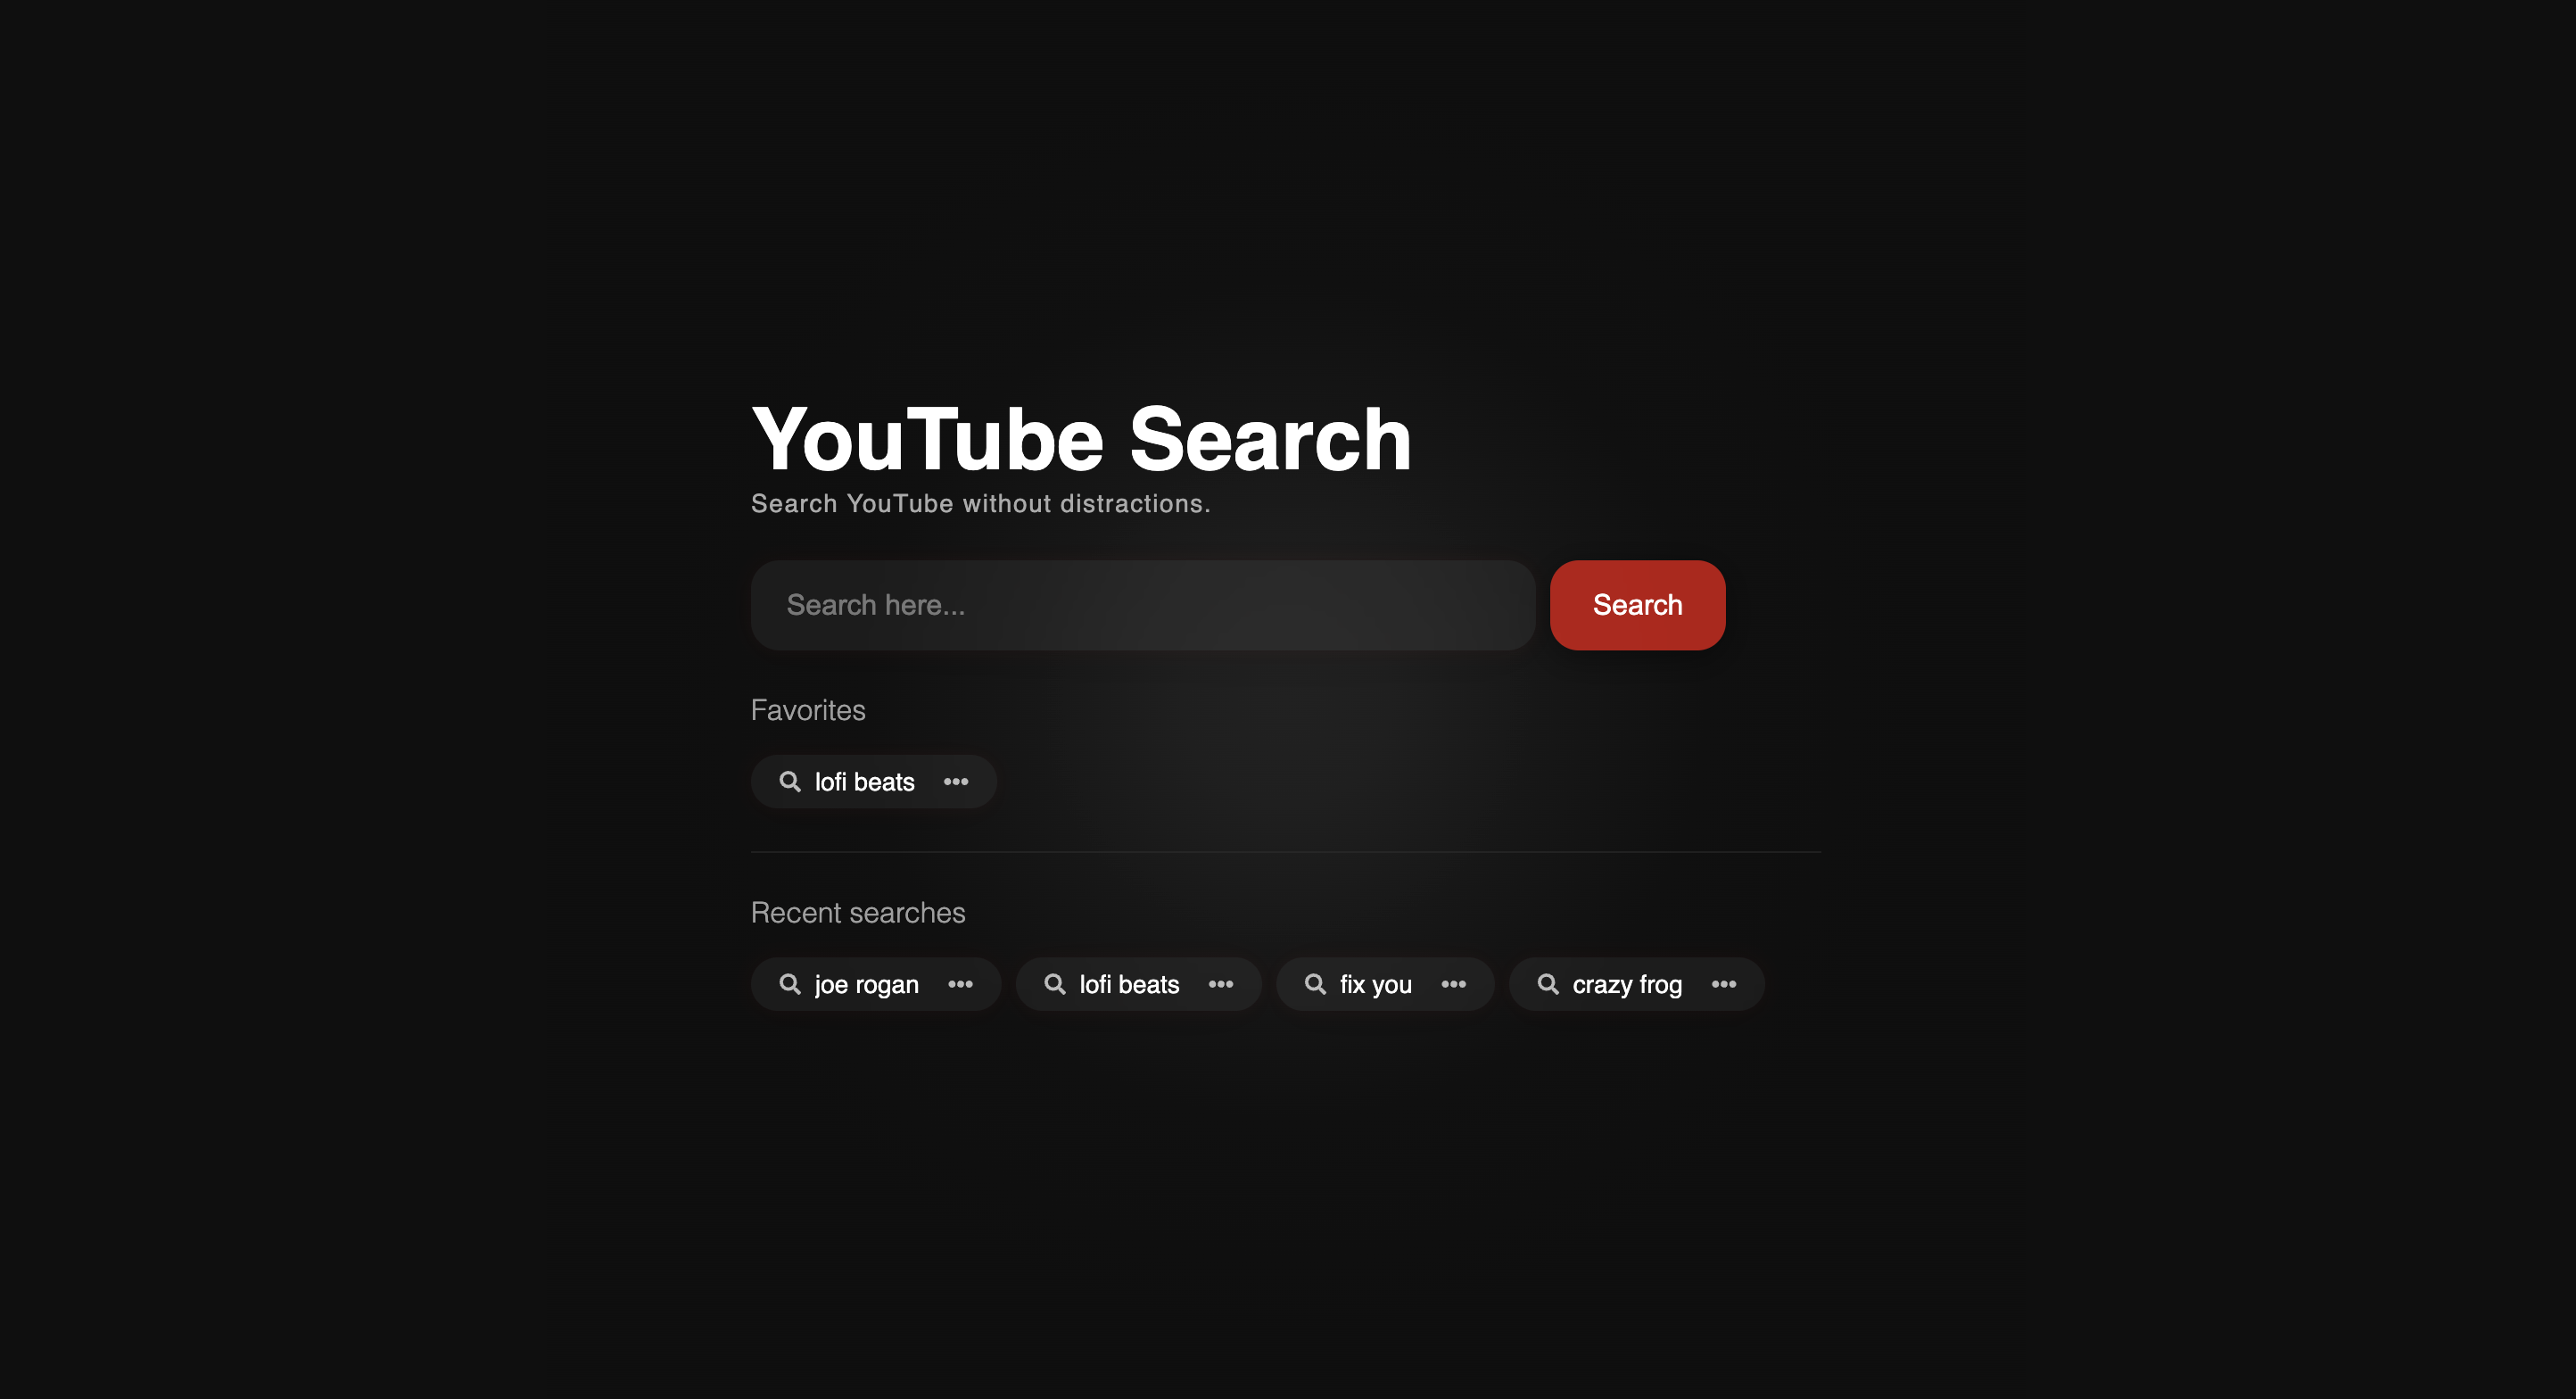 YouTube Search
Search YouTube without distractions.
Search here...
Search
Favorites
lofi beats
Recent searches
joe rogan
lofi beats
fix you
crazy frog